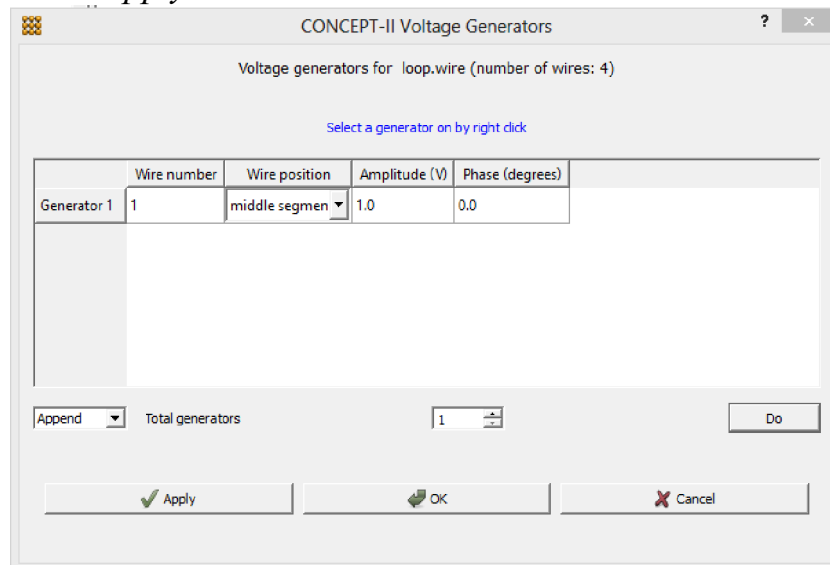 CONCEPT-II Voltage Generators ?
Voltage generators for loop.wire (number of wires: 4)
Select a generator on by right click
Wire number Wire position Amplitude (V) Phase (degrees)
Generator 1 1 middle segmen 1.0 0.0
Append Total generators 1 Do
Apply OK Cancel